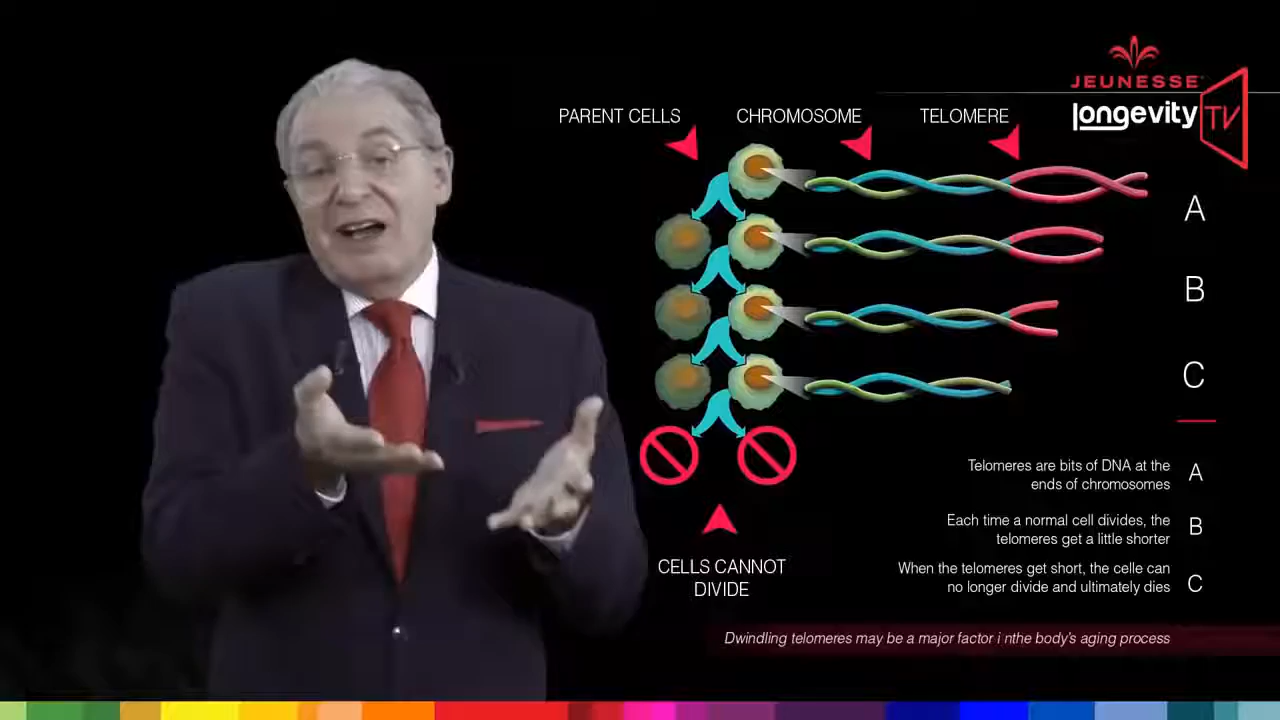 JEUNESSE
longevity TV
PARENT CELLS
CHROMOSOME
TELOMERE
A
B
C
CELLS CANNOT
DIVIDE
Telomeres are bits of DNA at the
ends of chromosomes
A
Each time a normal cell divides, the
telomeres get a little shorter
B
When the telomeres get short, the celle can
no longer divide and ultimately dies
C
Dwindling telomeres may be a major factor i nthe body's aging process